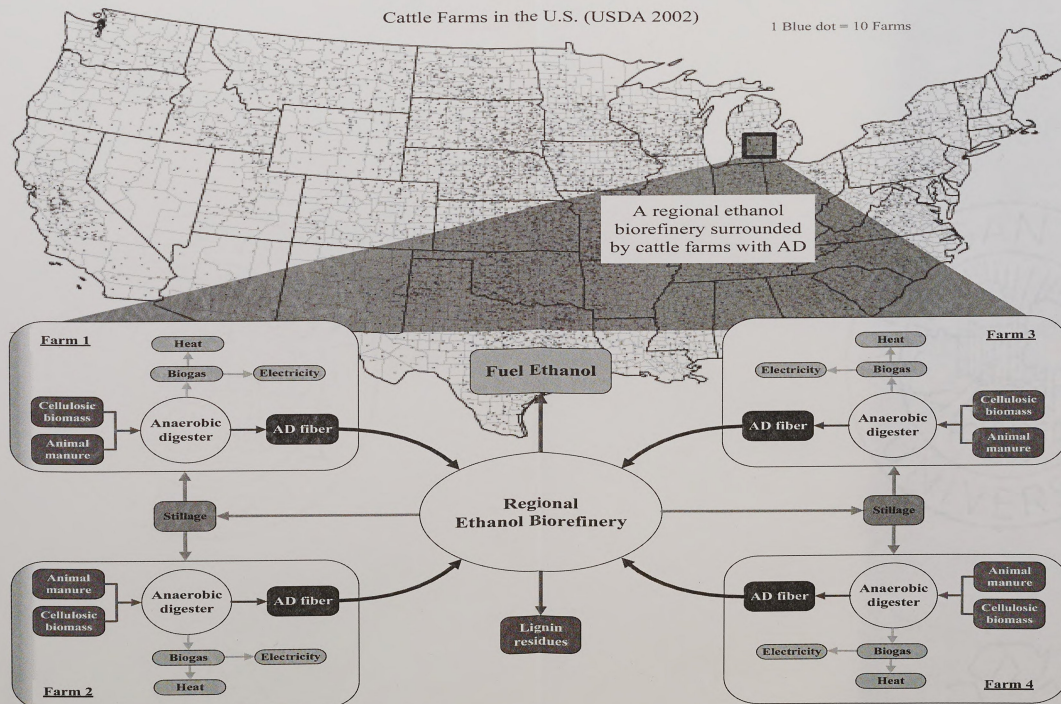 Cattle Farms in the U.S. (USDA 2002)
1 Blue dot = 10 Farms
A regional ethanol
biorefinery surrounded
by cattle farms with AD
Farm 1
Heat
Biogas
Electricity
Cellulosic
biomass
Animal
manure
Anaerobic
digester
AD fiber
Fuel Ethanol
Farm 3
Heat
Electricity
Biogas
Cellulosic
biomass
Animal
manure
Anaerobic
digester
AD fiber
Stillage
Regional
Ethanol Biorefinery
Stillage
Animal
manure
Cellulosic
biomass
Anaerobic
digester
AD fiber
Biogas
Electricity
Heat
Farm 2
Lignin
residues
AD fiber
Anaerobic
digester
Animal
manure
Cellulosic
biomass
Electricity
Biogas
Heat
Farm 4